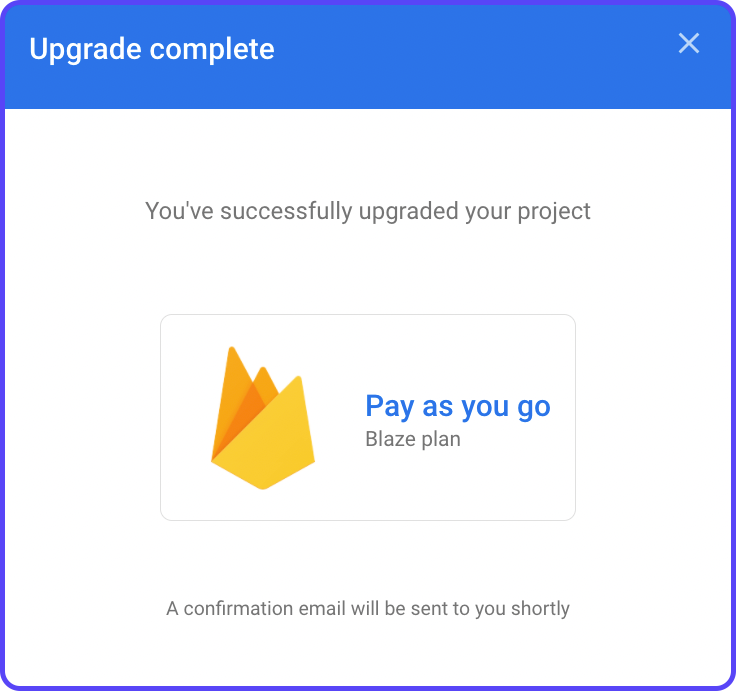 Upgrade complete
You've successfully upgraded your project
Pay as you go
Blaze plan
A confirmation email will be sent to you shortly